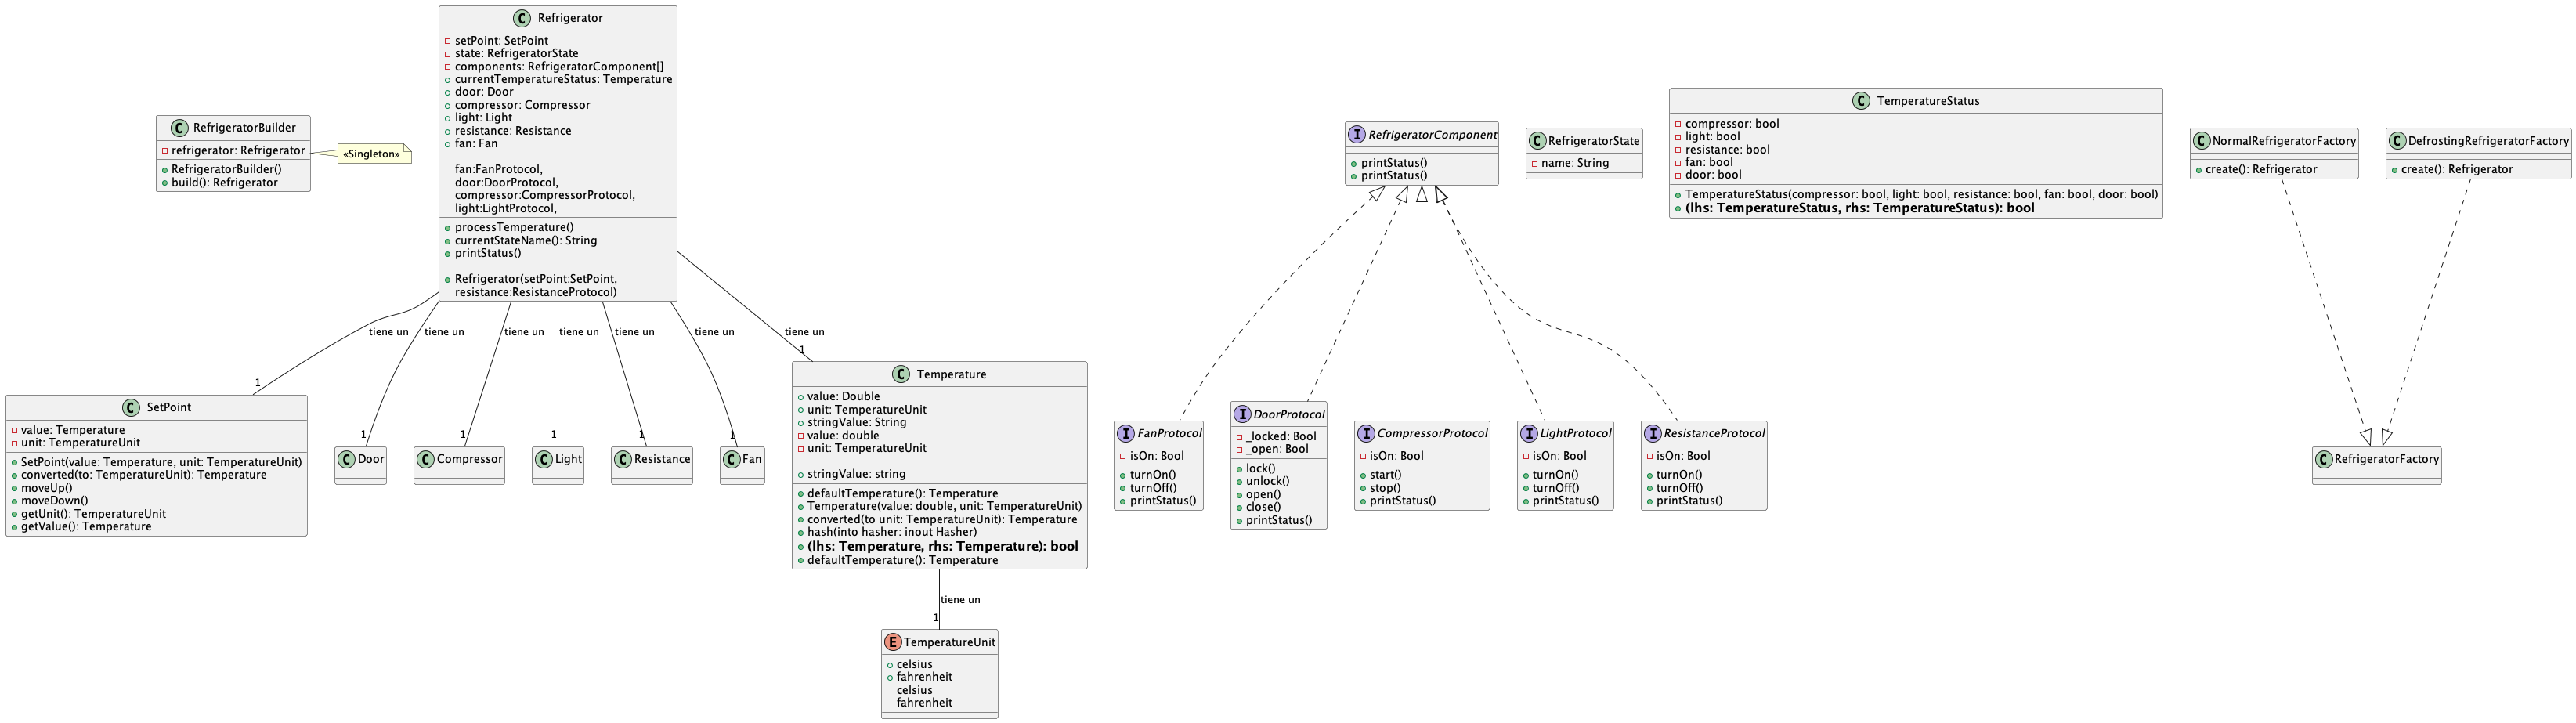 Refrigerator
setPoint: SetPoint
state: RefrigeratorState
components: RefrigeratorComponent[]
currentTemperatureStatus: Temperature
door: Door
compressor: Compressor
light: Light
resistance: Resistance
fan: Fan
fan:FanProtocol,
door:DoorProtocol,
compressor:CompressorProtocol,
light:LightProtocol,
processTemperature()
currentStateName(): String
printStatus()
Refrigerator(setPoint:SetPoint,
resistance:ResistanceProtocol)
C RefrigeratorBuilder
refrigerator: Refrigerator
RefrigeratorBuilder()
build(): Refrigerator
«Singleton»
I RefrigeratorComponent
printStatus()
printStatus()
C RefrigeratorState
name: String
C TemperatureStatus
compressor: bool
light: bool
resistance: bool
fan: bool
door: bool
TemperatureStatus(compressor: bool, light: bool, resistance: bool, fan: bool, door: bool)
(lhs: TemperatureStatus, rhs: TemperatureStatus): bool
C NormalRefrigeratorFactory
create(): Refrigerator
C DefrostingRefrigeratorFactory
create(): Refrigerator
tiene un
tiene un
tiene un
tiene un
tiene un
tiene un
tiene un
1
1
1
1
1
1
1
C SetPoint
value: Temperature
unit: TemperatureUnit
SetPoint(value: Temperature, unit: TemperatureUnit)
converted(to: TemperatureUnit): Temperature
moveUp()
moveDown()
getUnit(): TemperatureUnit
getValue(): Temperature
C Door
C Compressor
C Light
C Resistance
C Fan
C Temperature
value: Double
unit: TemperatureUnit
stringValue: String
value: double
unit: TemperatureUnit
stringValue: string
defaultTemperature(): Temperature
Temperature(value: double, unit: TemperatureUnit)
converted(to unit: TemperatureUnit): Temperature
hash(into hasher: inout Hasher)
(lhs: Temperature, rhs: Temperature): bool
defaultTemperature(): Temperature
I FanProtocol
isOn: Bool
turnOn()
turnOff()
printStatus()
I DoorProtocol
_locked: Bool
_open: Bool
lock()
unlock()
open()
close()
printStatus()
I CompressorProtocol
isOn: Bool
start()
stop()
printStatus()
I LightProtocol
isOn: Bool
turnOn()
turnOff()
printStatus()
I ResistanceProtocol
isOn: Bool
turnOn()
turnOff()
printStatus()
C RefrigeratorFactory
tiene un
1
E TemperatureUnit
celsius
fahrenheit
celsius
fahrenheit